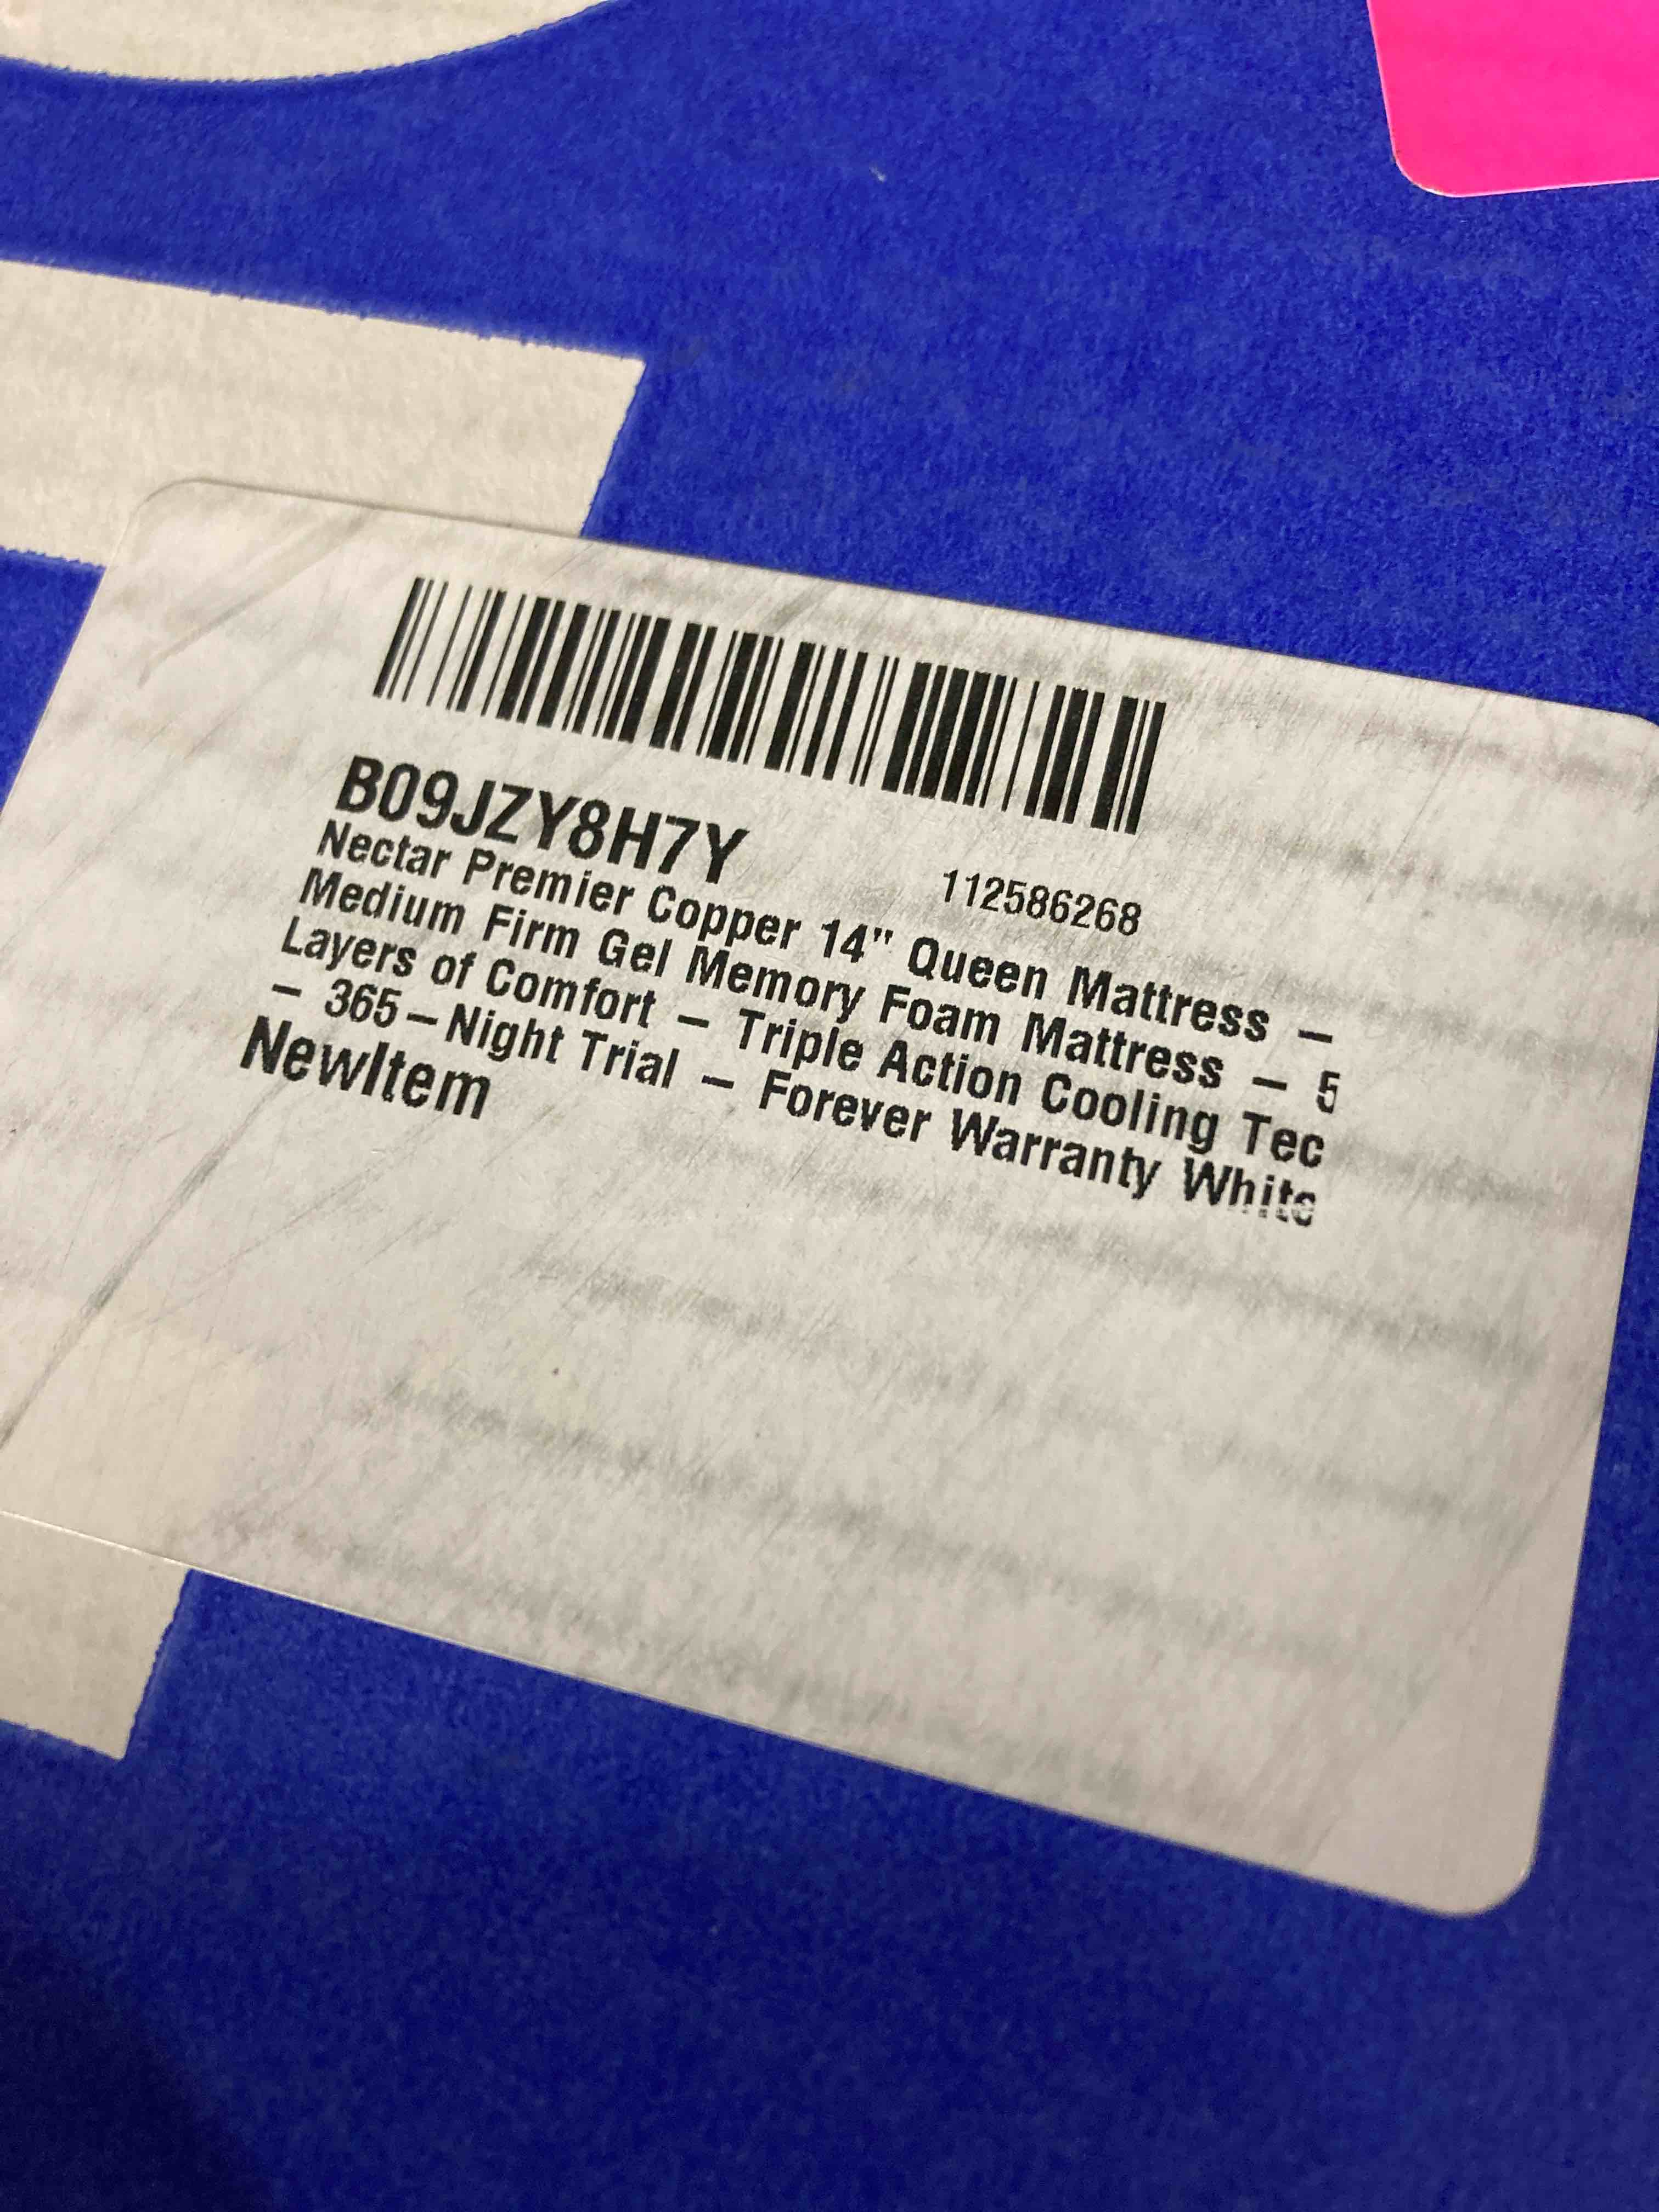 B09JZY8H7Y
112586268
Nectar Premier Copper 14" Queen Mattress –
Medium Firm Gel Memory Foam Mattress – 5
Layers of Comfort – Triple Action Cooling Tec
– 365–Night Trial – Forever Warranty White
NewItem